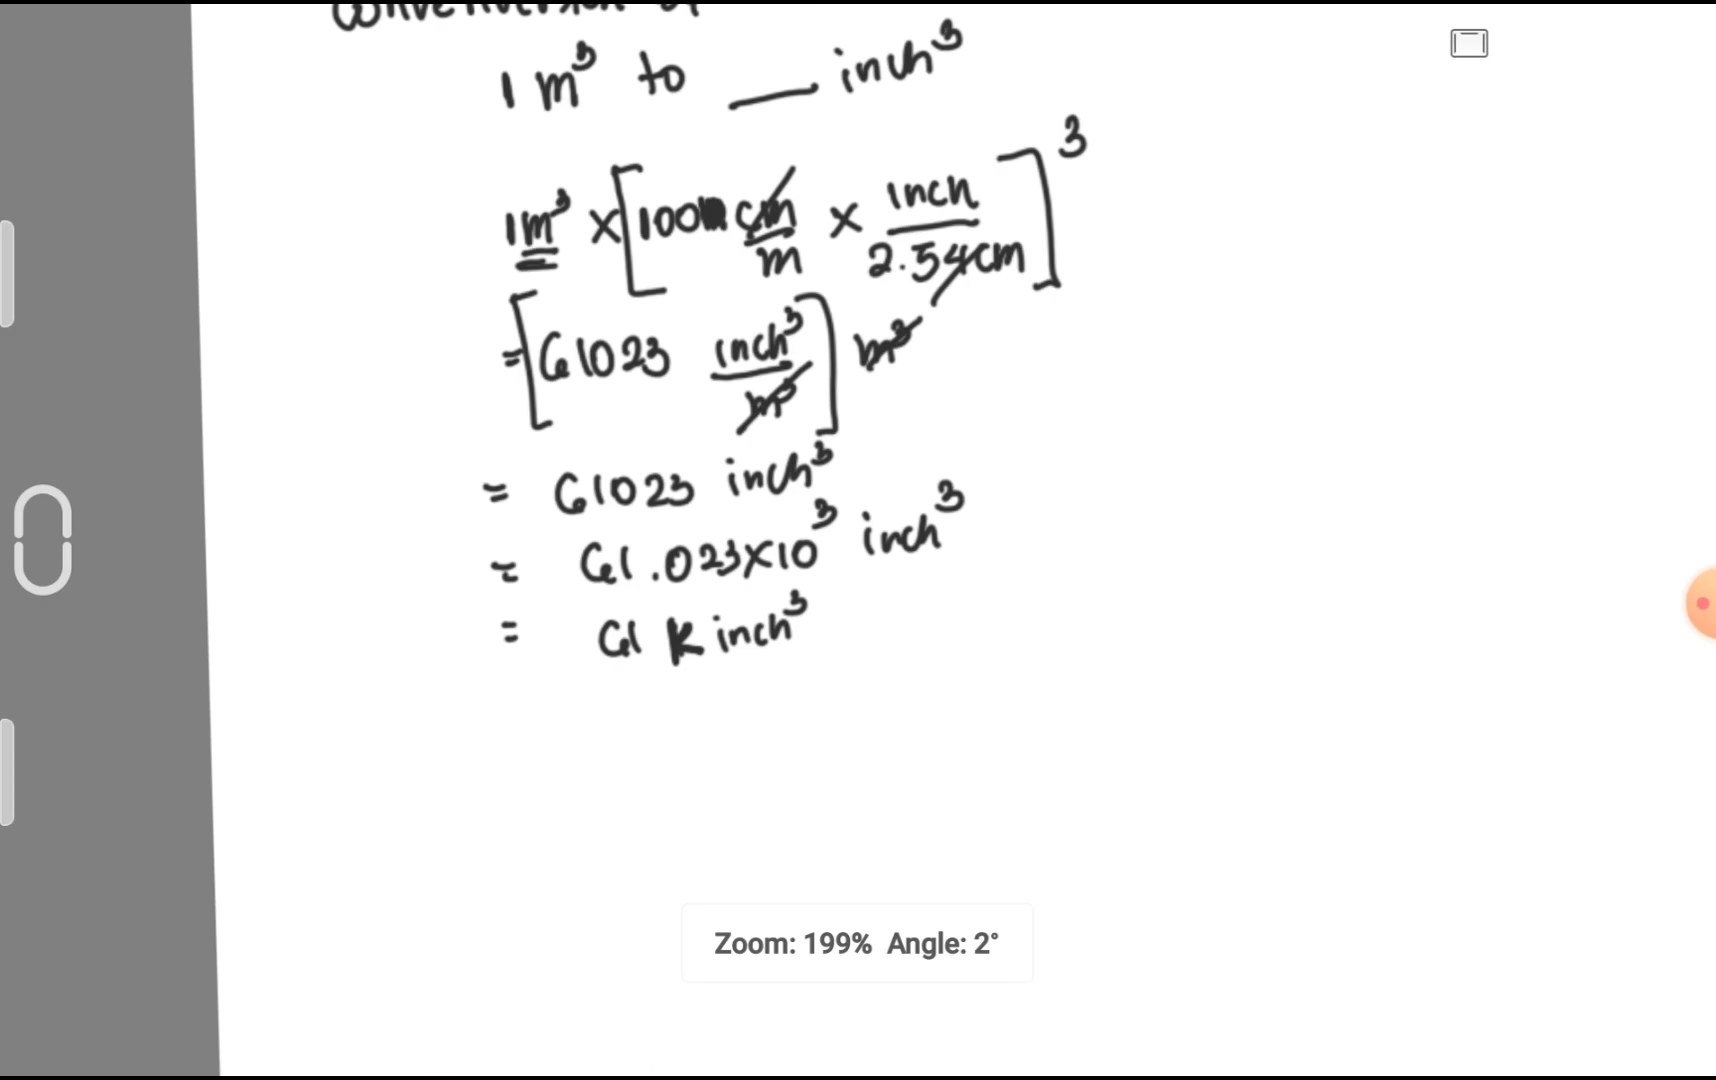 1 m³ to ___ inch³
1m³ × [100 cm/m × inch/2.54cm]³
= [61023 inch³/m³] m³
= 61023 inch³
= 61.023×10³ inch³
= 61 K inch³
Zoom: 199% Angle: 2°